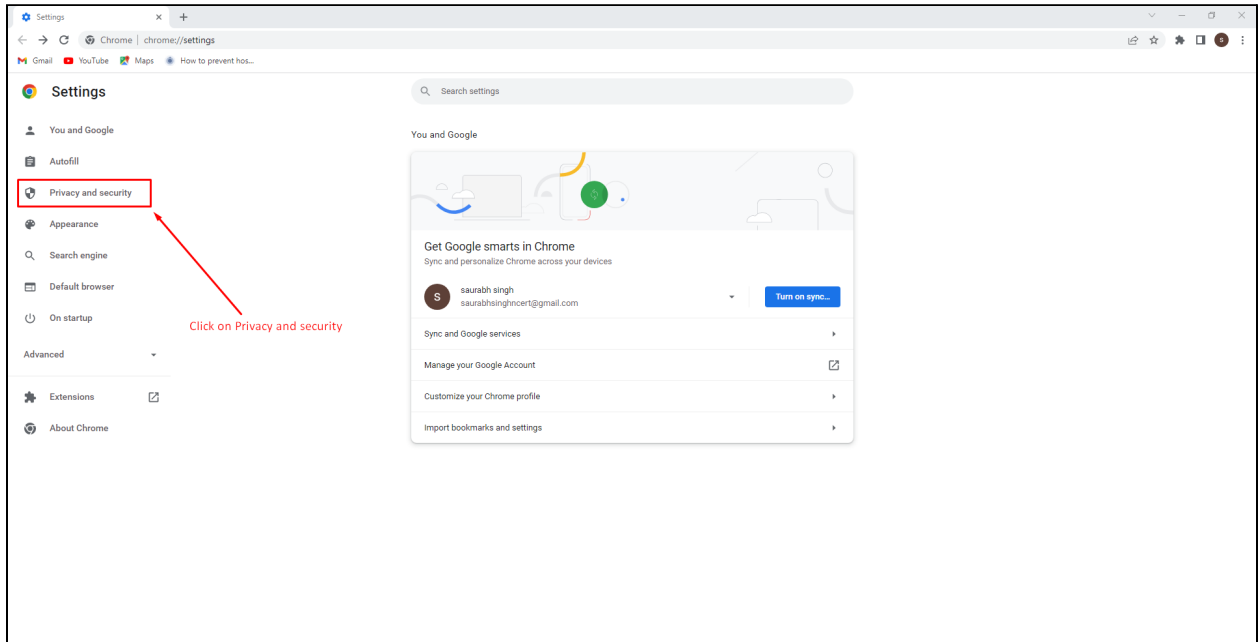 Settings
Chrome | chrome://settings
S
Gmail YouTube Maps How to prevent hos...
Settings
Search settings
You and Google
Autofill
Privacy and security
Appearance
Search engine
Default browser
On startup
Advanced
Extensions
About Chrome
Click on Privacy and security
You and Google
Get Google smarts in Chrome
Sync and personalize Chrome across your devices
S
saurabh singh
saurabhsinghncert@gmail.com
Turn on sync...
Sync and Google services
Manage your Google Account
Customize your Chrome profile
Import bookmarks and settings